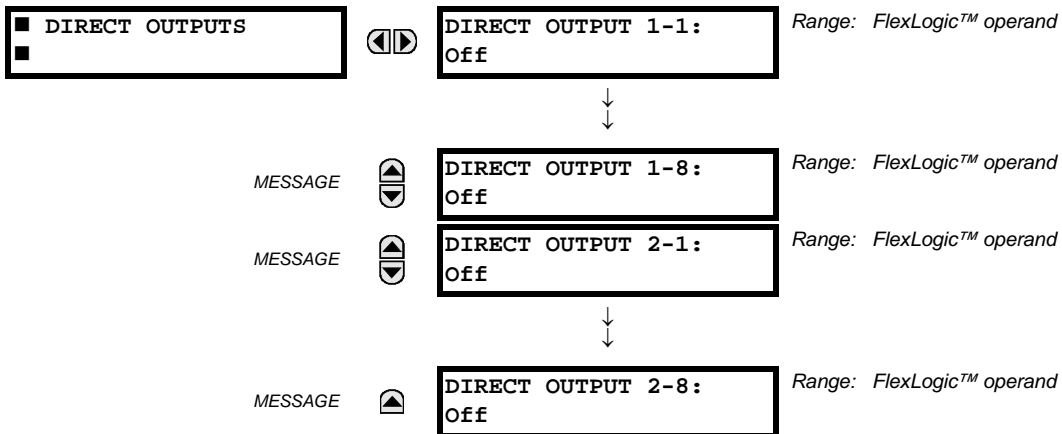 ■ DIRECT OUTPUTS
■
DIRECT OUTPUT 1-1:
Off
Range: FlexLogic™ operand
↓
↓
MESSAGE
DIRECT OUTPUT 1-8:
Off
Range: FlexLogic™ operand
MESSAGE
DIRECT OUTPUT 2-1:
Off
Range: FlexLogic™ operand
↓
↓
MESSAGE
DIRECT OUTPUT 2-8:
Off
Range: FlexLogic™ operand